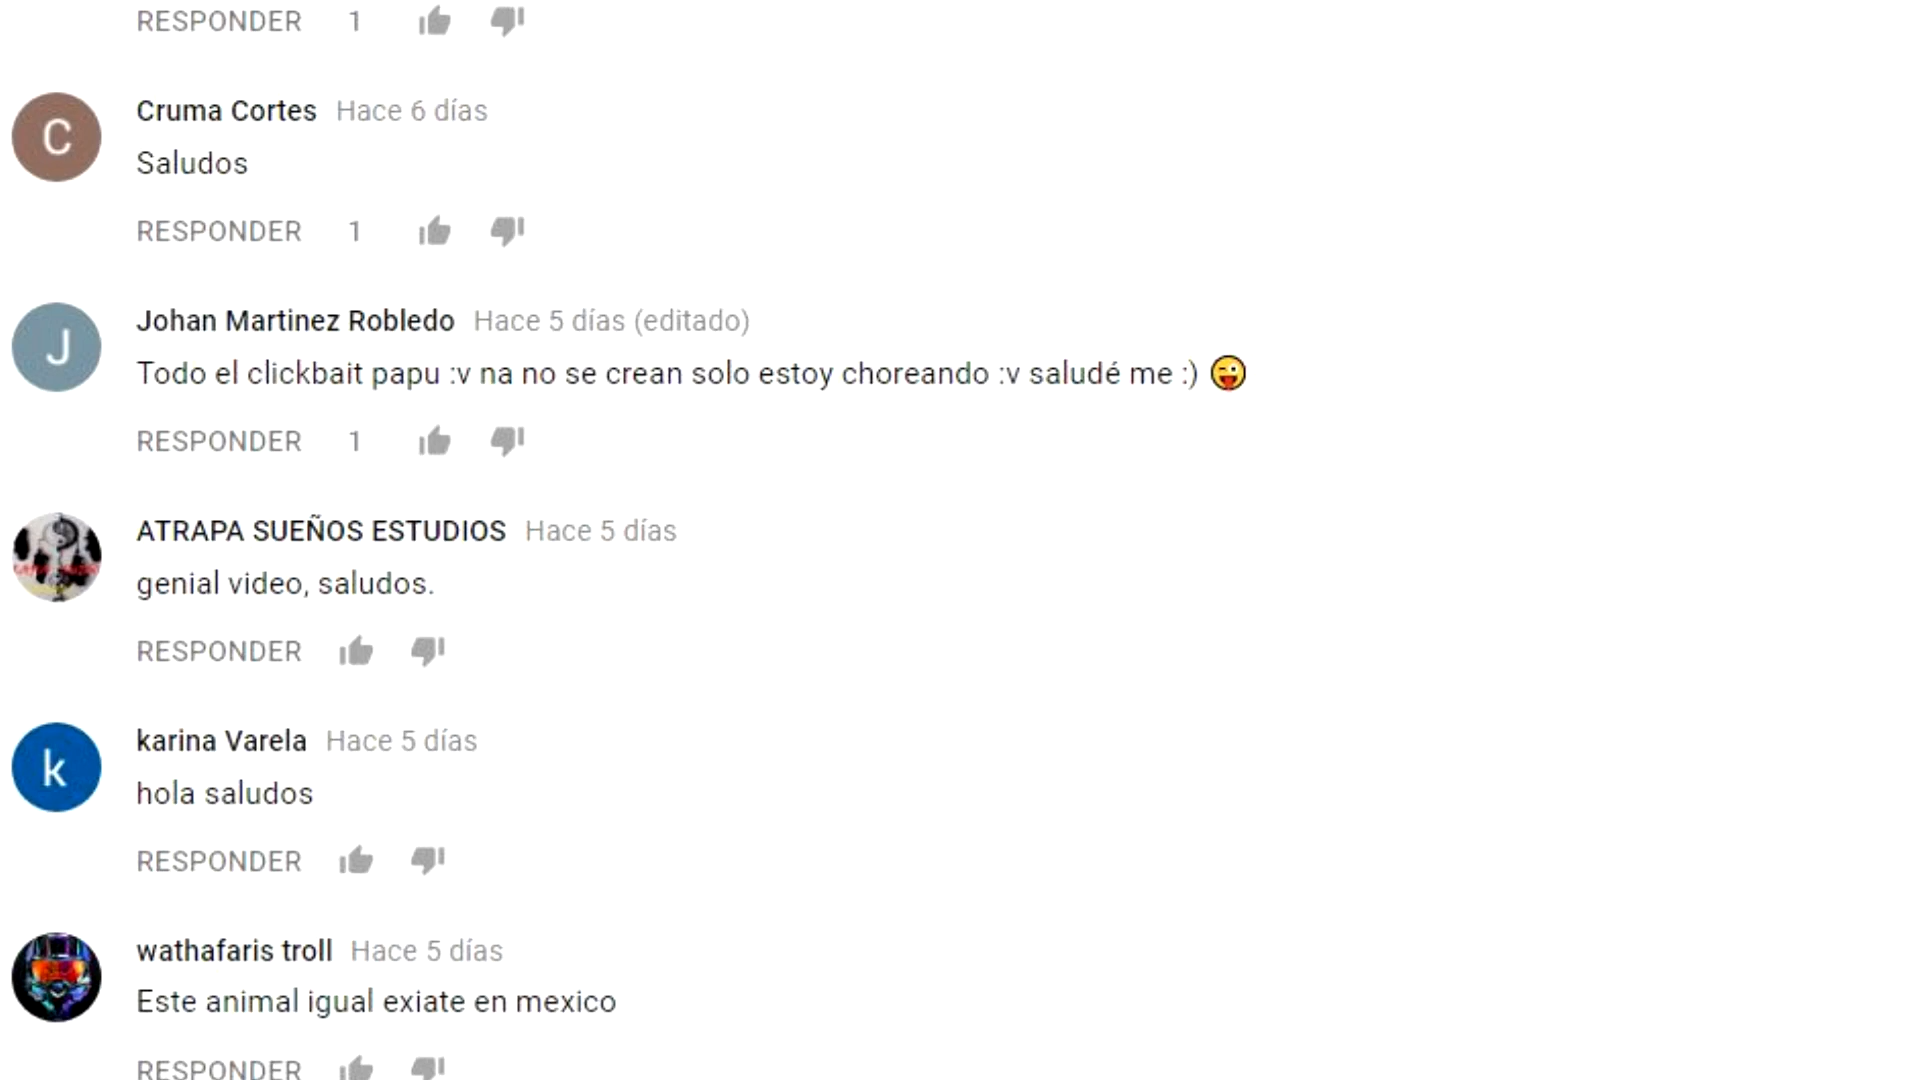 RESPONDER 1
C
Cruma Cortes Hace 6 días
Saludos
RESPONDER 1
J
Johan Martinez Robledo Hace 5 días (editado)
Todo el clickbait papu :v na no se crean solo estoy choreando :v saludé me :) 😜
RESPONDER 1
ATRAPA SUEÑOS ESTUDIOS Hace 5 días
genial video, saludos.
RESPONDER
k
karina Varela Hace 5 días
hola saludos
RESPONDER
wathafaris troll Hace 5 días
Este animal igual exiate en mexico
RESPONDER